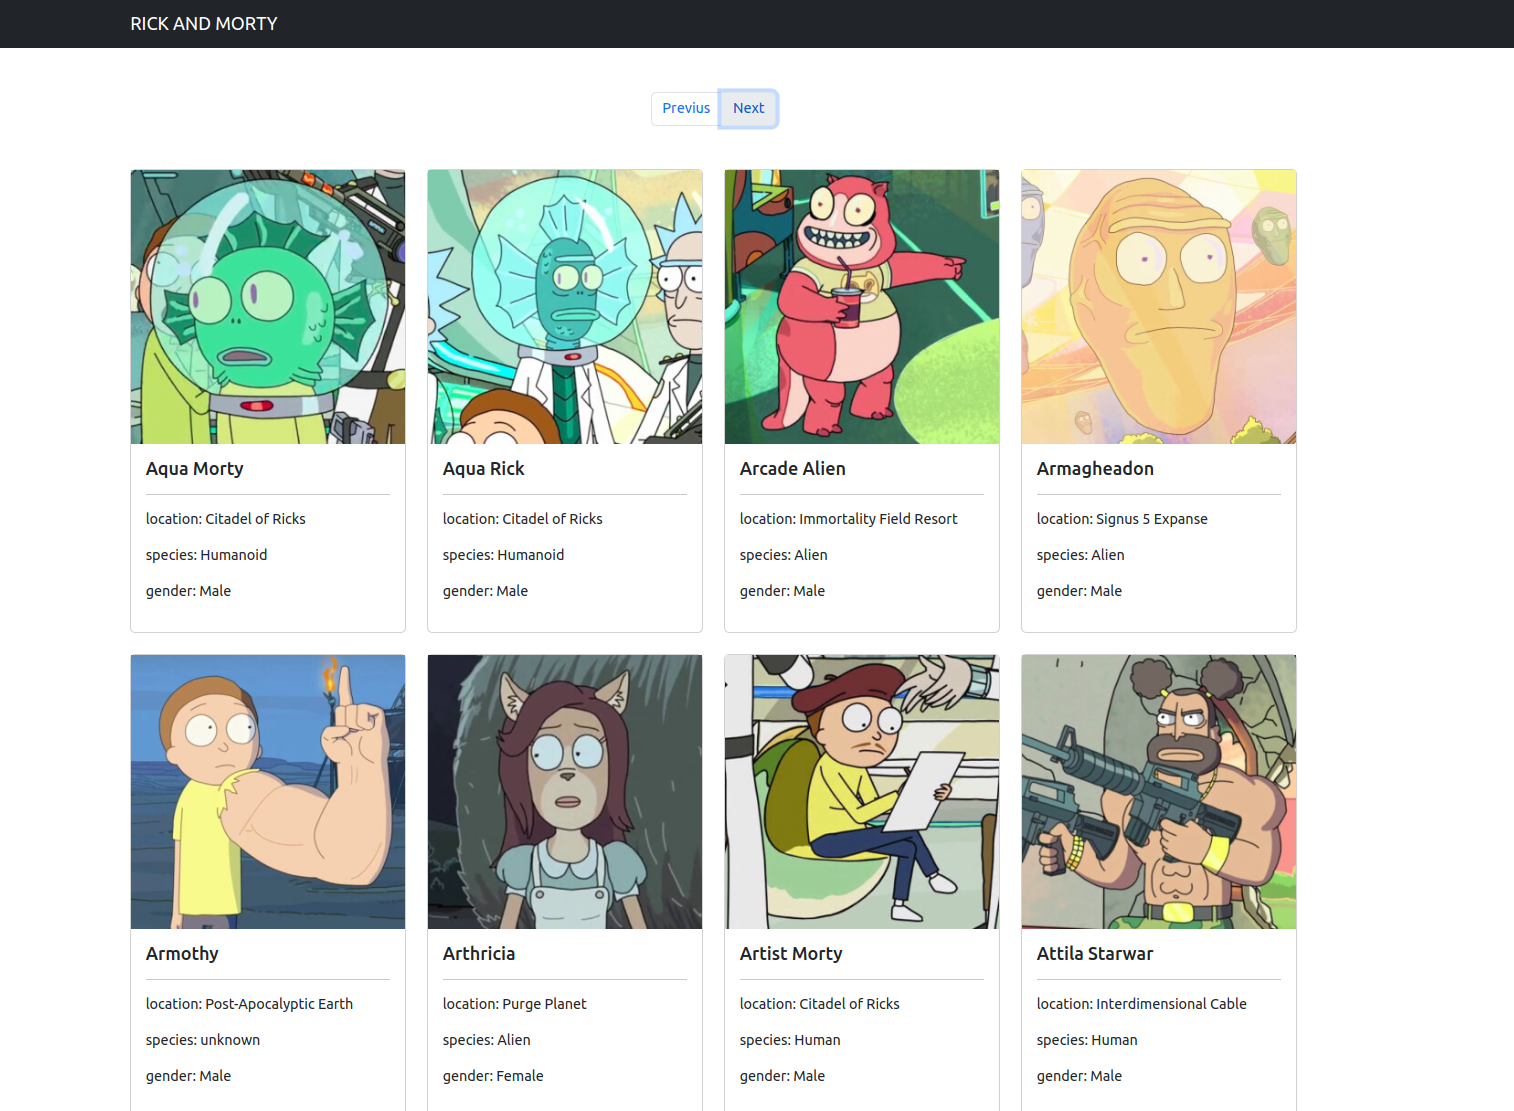 RICK AND MORTY
Previus Next
Aqua Morty
location: Citadel of Ricks
species: Humanoid
gender: Male
Aqua Rick
location: Citadel of Ricks
species: Humanoid
gender: Male
Arcade Alien
location: Immortality Field Resort
species: Alien
gender: Male
Armagheadon
location: Signus 5 Expanse
species: Alien
gender: Male
Armothy
location: Post-Apocalyptic Earth
species: unknown
gender: Male
Arthricia
location: Purge Planet
species: Alien
gender: Female
Artist Morty
location: Citadel of Ricks
species: Human
gender: Male
Attila Starwar
location: Interdimensional Cable
species: Human
gender: Male